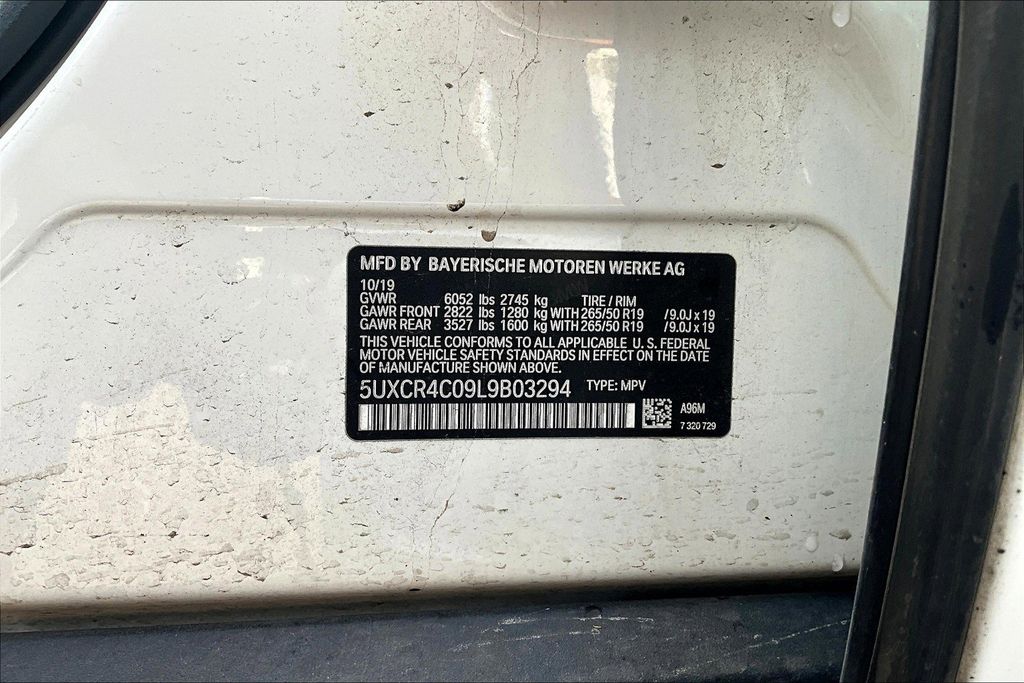 MFD BY BAYERISCHE MOTOREN WERKE AG
10/19
GVWR 6052 lbs 2745 kg TIRE / RIM
GAWR FRONT 2822 lbs 1280 kg WITH 265/50 R19 / 9.0J x 19
GAWR REAR 3527 lbs 1600 kg WITH 265/50 R19 / 9.0J x 19
THIS VEHICLE CONFORMS TO ALL APPLICABLE U. S. FEDERAL
MOTOR VEHICLE SAFETY STANDARDS IN EFFECT ON THE DATE
OF MANUFACTURE SHOWN ABOVE.
5UXCR4C09L9B03294 TYPE: MPV
A96M
7 320 729